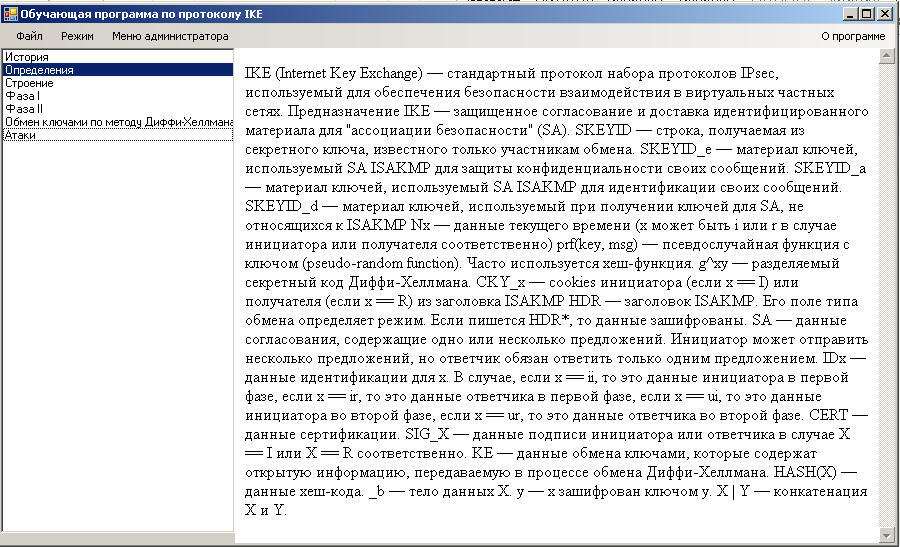 Обучающая программа по протоколу IKE
Файл Режим Меню администратора О программе
История
Определения
Строение
Фаза I
Фаза II
Обмен ключами по методу Диффи-Хеллмана
Атаки
IKE (Internet Key Exchange) — стандартный протокол набора протоколов IPsec,
используемый для обеспечения безопасности взаимодействия в виртуальных частных
сетях. Предназначение IKE — защищенное согласование и доставка идентифицированного
материала для "ассоциации безопасности" (SA). SKEYID — строка, получаемая из
секретного ключа, известного только участникам обмена. SKEYID_e — материал ключей,
используемый SA ISAKMP для защиты конфиденциальности своих сообщений. SKEYID_a
— материал ключей, используемый SA ISAKMP для идентификации своих сообщений.
SKEYID_d — материал ключей, используемый при получении ключей для SA, не
относящихся к ISAKMP Nx — данные текущего времени (x может быть i или r в случае
инициатора или получателя соответственно) prf(key, msg) — псевдослучайная функция с
ключом (pseudo-random function). Часто используется хеш-функция. g^xy — разделяемый
секретный код Диффи-Хеллмана. CKY_x — cookies инициатора (если x == I) или
получателя (если x == R) из заголовка ISAKMP HDR — заголовок ISAKMP. Его поле типа
обмена определяет режим. Если пишется HDR*, то данные зашифрованы. SA — данные
согласования, содержащие одно или несколько предложений. Инициатор может отправить
несколько предложений, но ответчик обязан ответить только одним предложением. IDx —
данные идентификации для x. В случае, если x == ii, то это данные инициатора в первой
фазе, если x == ir, то это данные ответчика в первой фазе, если x == ui, то это данные
инициатора во второй фазе, если x == ur, то это данные ответчика во второй фазе. CERT —
данные сертификации. SIG_X — данные подписи инициатора или ответчика в случае X
== I или X == R соответственно. KE — данные обмена ключами, которые содержат
открытую информацию, передаваемую в процессе обмена Диффи-Хеллмана. HASH(X) —
данные хеш-кода. _b — тело данных X. y — x зашифрован ключом y. X | Y — конкатенация
X и Y.